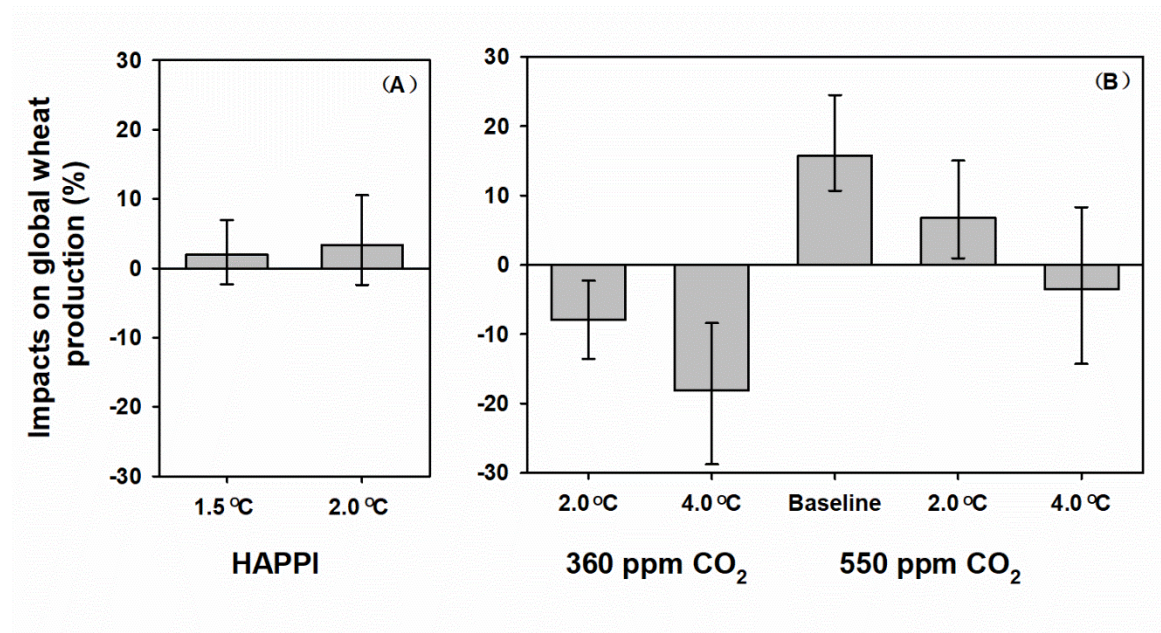 Impacts on global wheat
production (%)
30
20
10
0
-10
-20
-30
(A)
1.5 °C
2.0 °C
HAPPI
30
20
10
0
-10
-20
-30
(B)
2.0 °C
4.0 °C
Baseline
2.0 °C
4.0 °C
360 ppm CO₂
550 ppm CO₂